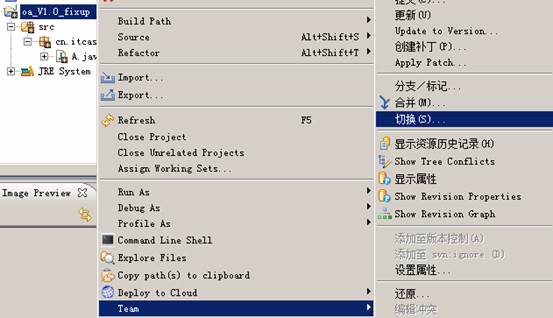 oa_V1.0_fixup
src
cn.itcas
A.jav
JRE System
Image Preview
Build Path
Source Alt+Shift+S
Refactor Alt+Shift+T
Import...
Export...
Refresh F5
Close Project
Close Unrelated Projects
Assign Working Sets...
Run As
Debug As
Profile As
Command Line Shell
Explore Files
Copy path(s) to clipboard
Deploy to Cloud
Team
更新(U)
Update to Version...
创建补丁(P)...
Apply Patch...
分支／标记...
合并(M)...
切换(S)...
显示资源历史记录(H)
Show Tree Conflicts
显示属性
Show Revision Properties
Show Revision Graph
添加至版本控制(A)
添加至 svn:ignore (D)
设置属性...
还原...
编辑冲突